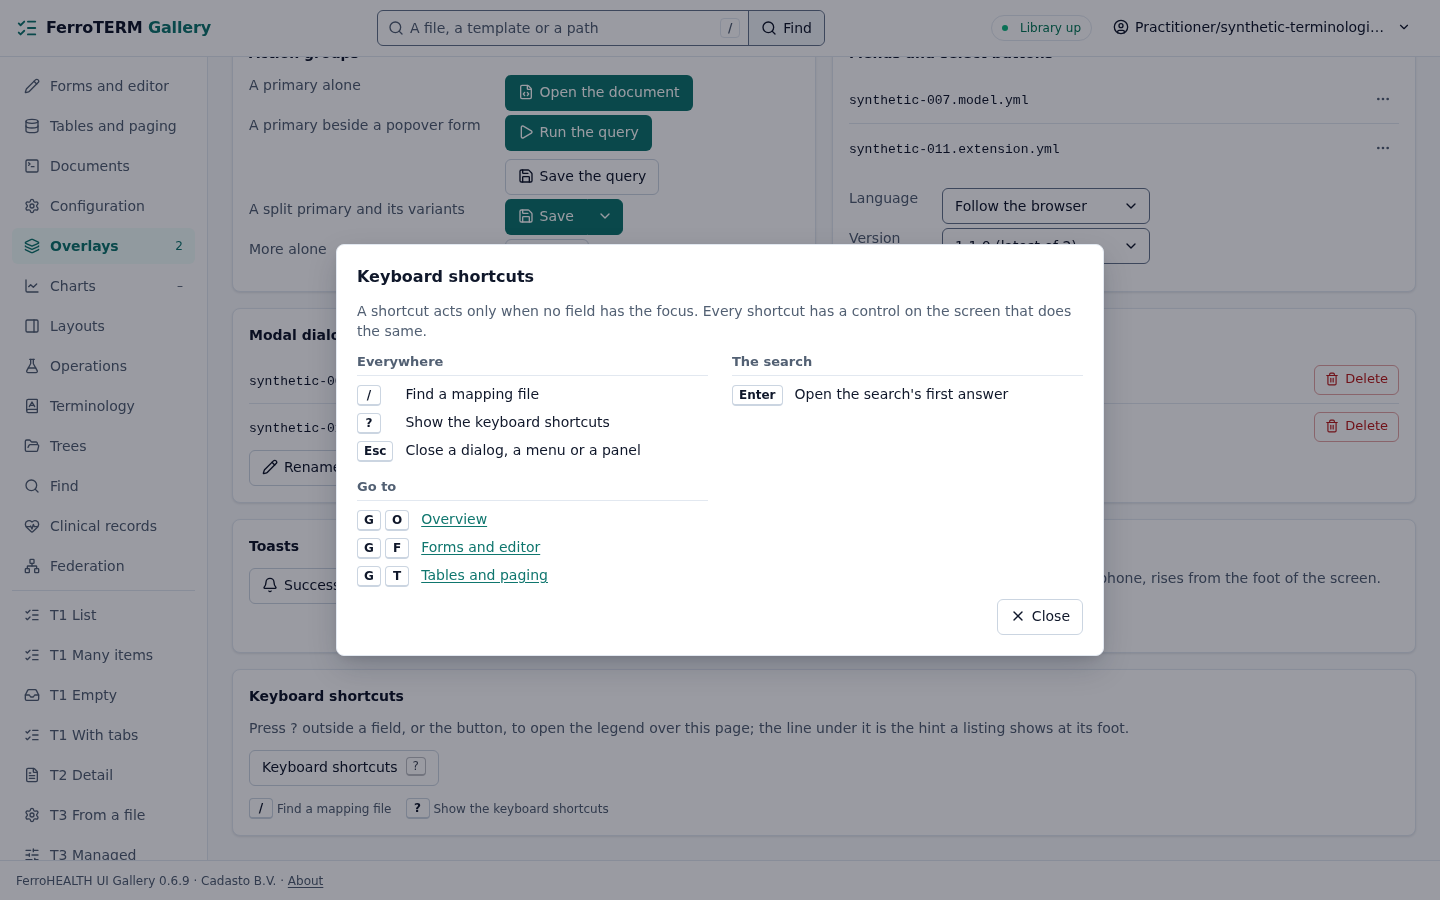 FerroTERM Gallery
A file, a template or a path
/
Find
Library up
Practitioner/synthetic-terminologi...
Forms and editor
Tables and paging
Documents
Configuration
Overlays 2
Charts –
Layouts
Operations
Terminology
Trees
Find
Clinical records
Federation
T1 List
T1 Many items
T1 Empty
T1 With tabs
T2 Detail
T3 From a file
T3 Managed
A primary alone
Open the document
A primary beside a popover form
Run the query
Save the query
A split primary and its variants
Save
More alone
synthetic-007.model.yml
synthetic-011.extension.yml
Language
Follow the browser
Version
Modal dialo
synthetic-0
Delete
synthetic-0
Delete
Rename
Toasts
Success
phone, rises from the foot of the screen.
Keyboard shortcuts
A shortcut acts only when no field has the focus. Every shortcut has a control on the screen that does
the same.
Everywhere
/ Find a mapping file
? Show the keyboard shortcuts
Esc Close a dialog, a menu or a panel
Go to
G O Overview
G F Forms and editor
G T Tables and paging
The search
Enter Open the search's first answer
Close
Keyboard shortcuts
Press ? outside a field, or the button, to open the legend over this page; the line under it is the hint a listing shows at its foot.
Keyboard shortcuts ?
/ Find a mapping file ? Show the keyboard shortcuts
FerroHEALTH UI Gallery 0.6.9 · Cadasto B.V. · About